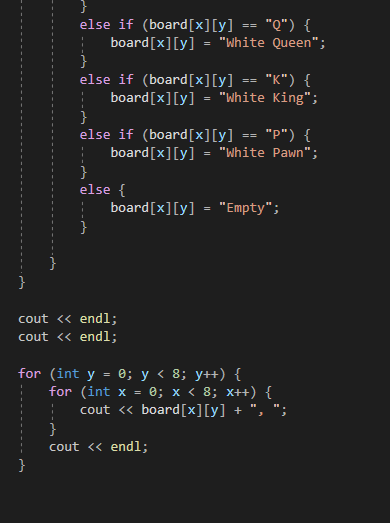 }
else if (board[x][y] == "Q") {
board[x][y] = "White Queen";
}
else if (board[x][y] == "K") {
board[x][y] = "White King";
}
else if (board[x][y] == "P") {
board[x][y] = "White Pawn";
}
else {
board[x][y] = "Empty";
}
}
}
cout << endl;
cout << endl;
for (int y = 0; y < 8; y++) {
for (int x = 0; x < 8; x++) {
cout << board[x][y] + ", ";
}
cout << endl;
}